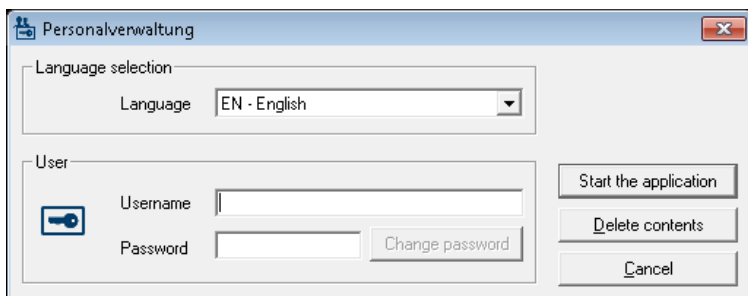 Personalverwaltung
Language selection
Language EN - English
User
Username
Password Change password
Start the application
Delete contents
Cancel